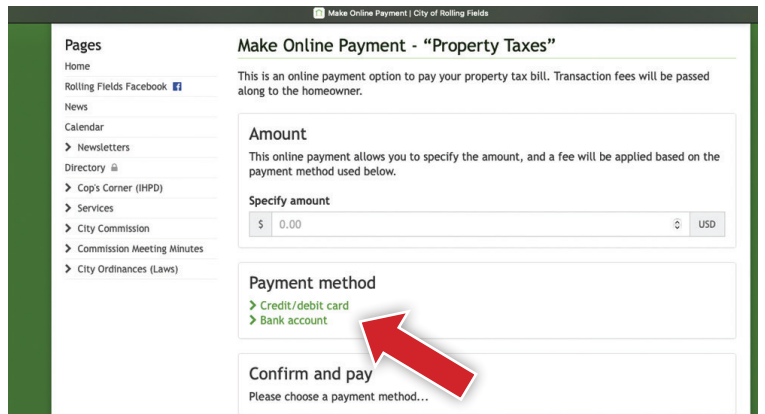 Make Online Payment | City of Rolling Fields
Pages
Home
Rolling Fields Facebook
News
Calendar
Newsletters
Directory
Cop's Corner (IHPD)
Services
City Commission
Commission Meeting Minutes
City Ordinances (Laws)
Make Online Payment - “Property Taxes”
This is an online payment option to pay your property tax bill. Transaction fees will be passed
along to the homeowner.
Amount
This online payment allows you to specify the amount, and a fee will be applied based on the
payment method used below.
Specify amount
$ 0.00 USD
Payment method
Credit/debit card
Bank account
Confirm and pay
Please choose a payment method...